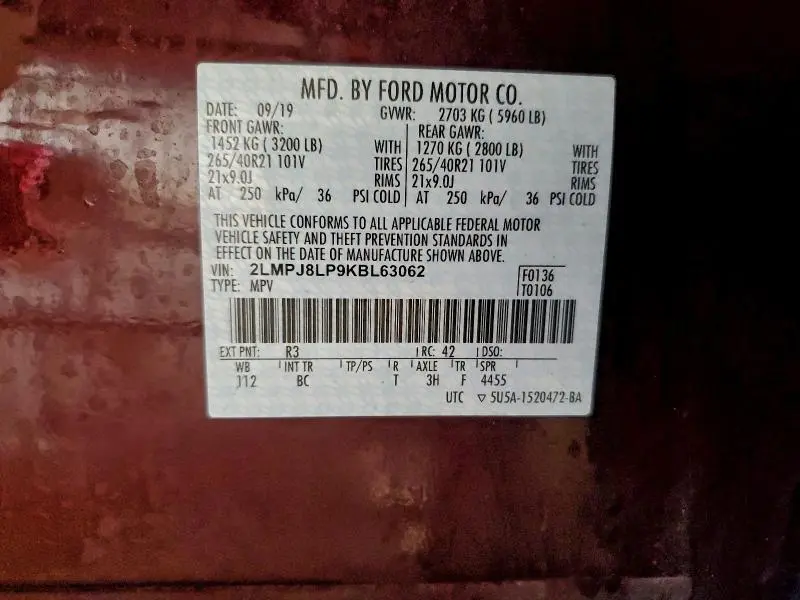 MFD. BY FORD MOTOR CO.
DATE: 09/19 GVWR: 2703 KG ( 5960 LB)
FRONT GAWR: REAR GAWR:
1452 KG ( 3200 LB) WITH 1270 KG ( 2800 LB) WITH
265/40R21 101V TIRES 265/40R21 101V TIRES
21x9.0J RIMS 21x9.0J RIMS
AT 250 kPa/ 36 PSI COLD AT 250 kPa/ 36 PSI COLD
THIS VEHICLE CONFORMS TO ALL APPLICABLE FEDERAL MOTOR
VEHICLE SAFETY AND THEFT PREVENTION STANDARDS IN
EFFECT ON THE DATE OF MANUFACTURE SHOWN ABOVE.
VIN: 2LMPJ8LP9KBL63062 F0136
TYPE: MPV T0106
EXT PNT: R3 RC: 42 DSO:
WB INT TR TP/PS R AXLE TR SPR
112 BC T 3H F 4455
UTC ▽ 5U5A-1520472-BA